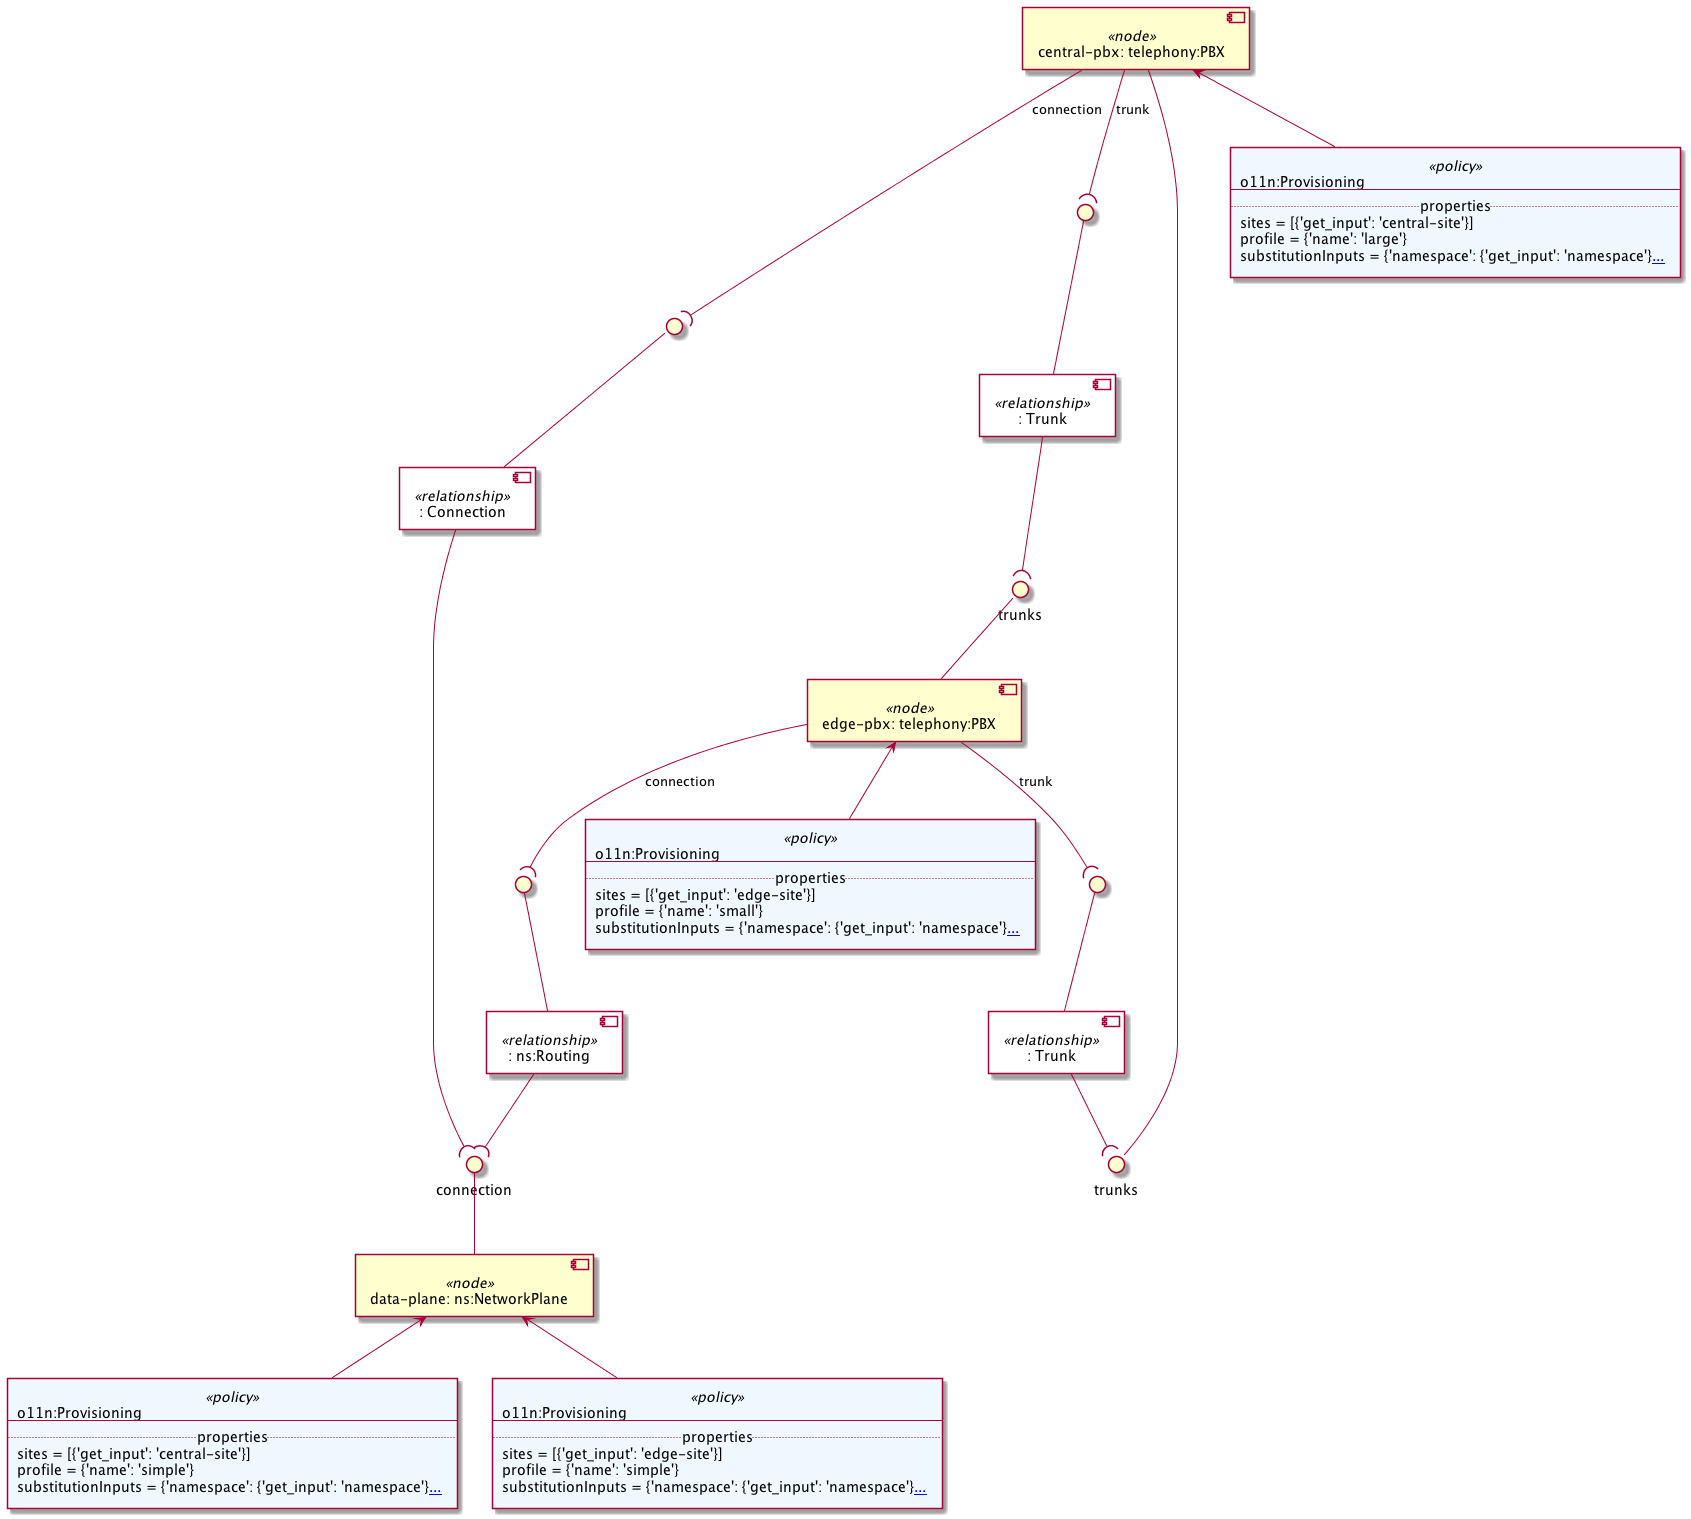 «node»
central-pbx: telephony:PBX
connection
trunk
«policy»
o11n:Provisioning
properties
sites = [{'get_input': 'central-site'}]
profile = {'name': 'large'}
substitutionInputs = {'namespace': {'get_input': 'namespace'}...
«relationship»
: Trunk
«relationship»
: Connection
trunks
«node»
edge-pbx: telephony:PBX
connection
trunk
«policy»
o11n:Provisioning
properties
sites = [{'get_input': 'edge-site'}]
profile = {'name': 'small'}
substitutionInputs = {'namespace': {'get_input': 'namespace'}...
«relationship»
: ns:Routing
«relationship»
: Trunk
connection
trunks
«node»
data-plane: ns:NetworkPlane
«policy»
o11n:Provisioning
properties
sites = [{'get_input': 'central-site'}]
profile = {'name': 'simple'}
substitutionInputs = {'namespace': {'get_input': 'namespace'}...
«policy»
o11n:Provisioning
properties
sites = [{'get_input': 'edge-site'}]
profile = {'name': 'simple'}
substitutionInputs = {'namespace': {'get_input': 'namespace'}...